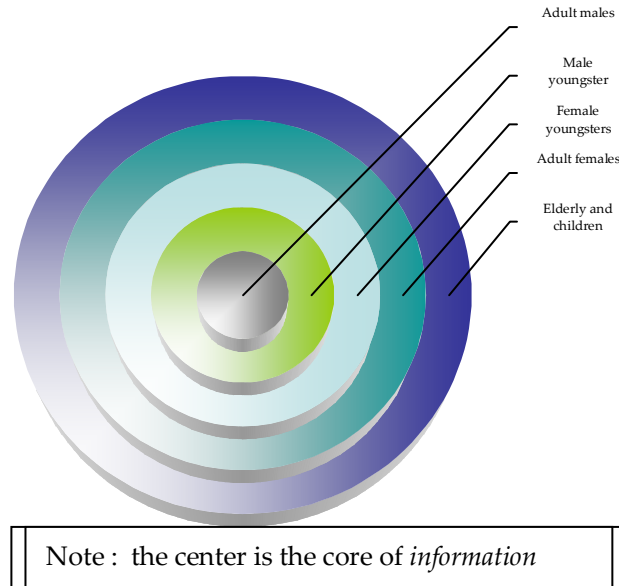 Adult males
Male
youngster
Female
youngsters
Adult females
Elderly and
children
Note : the center is the core of information